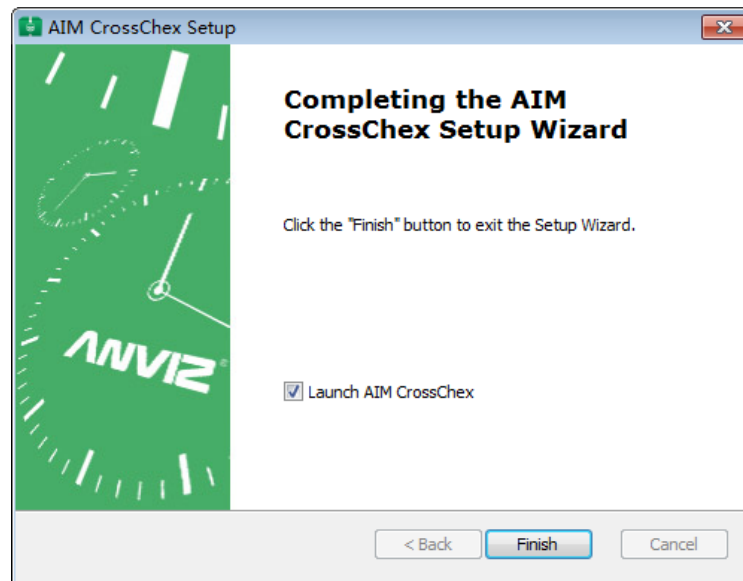 AIM CrossChex Setup
Completing the AIM
CrossChex Setup Wizard
Click the "Finish" button to exit the Setup Wizard.
ANVIZ®
Launch AIM CrossChex
< Back
Finish
Cancel